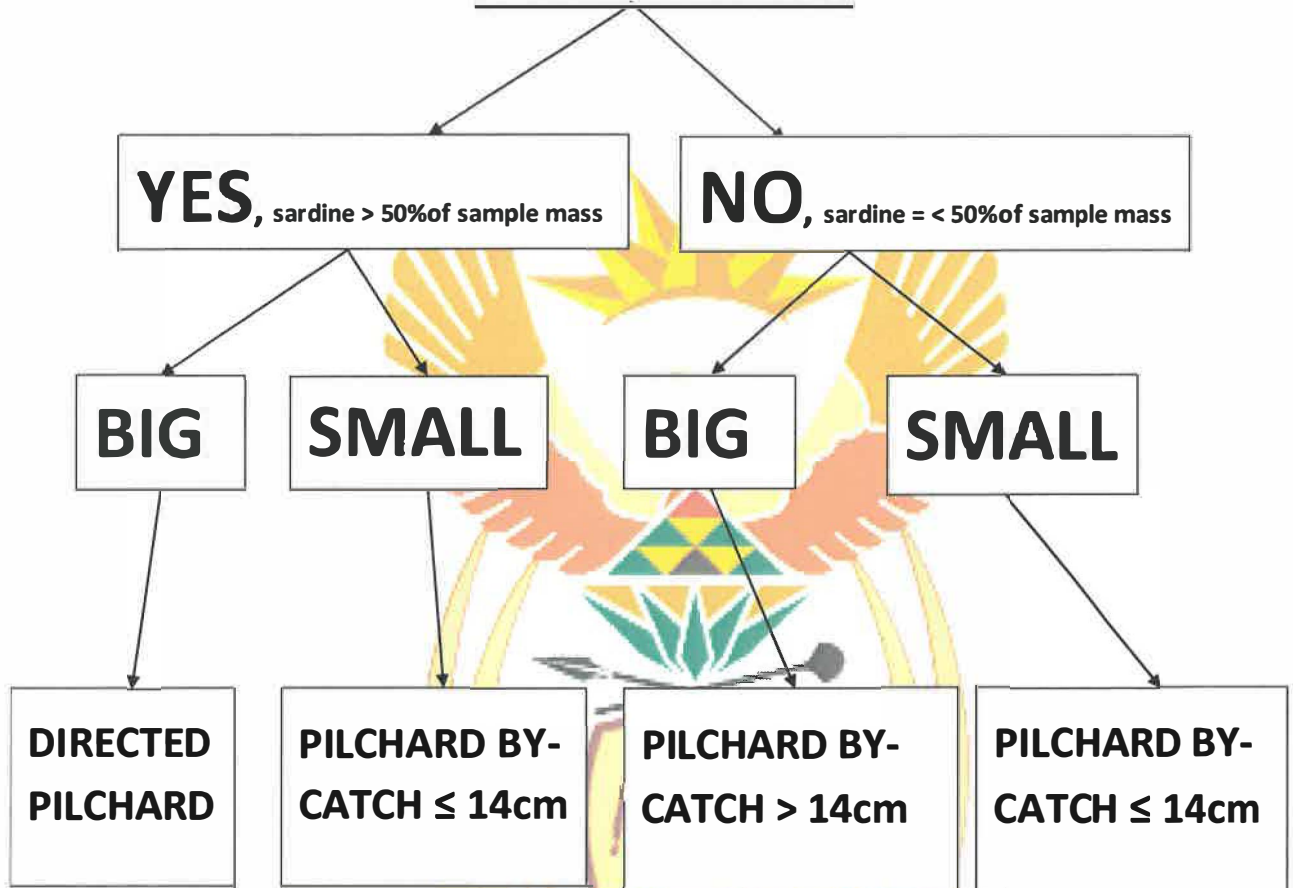 YES, sardine > 50%of sample mass
NO, sardine = < 50%of sample mass
BIG
SMALL
BIG
SMALL
DIRECTED
PILCHARD
PILCHARD BY-
CATCH ≤ 14cm
PILCHARD BY-
CATCH > 14cm
PILCHARD BY-
CATCH ≤ 14cm